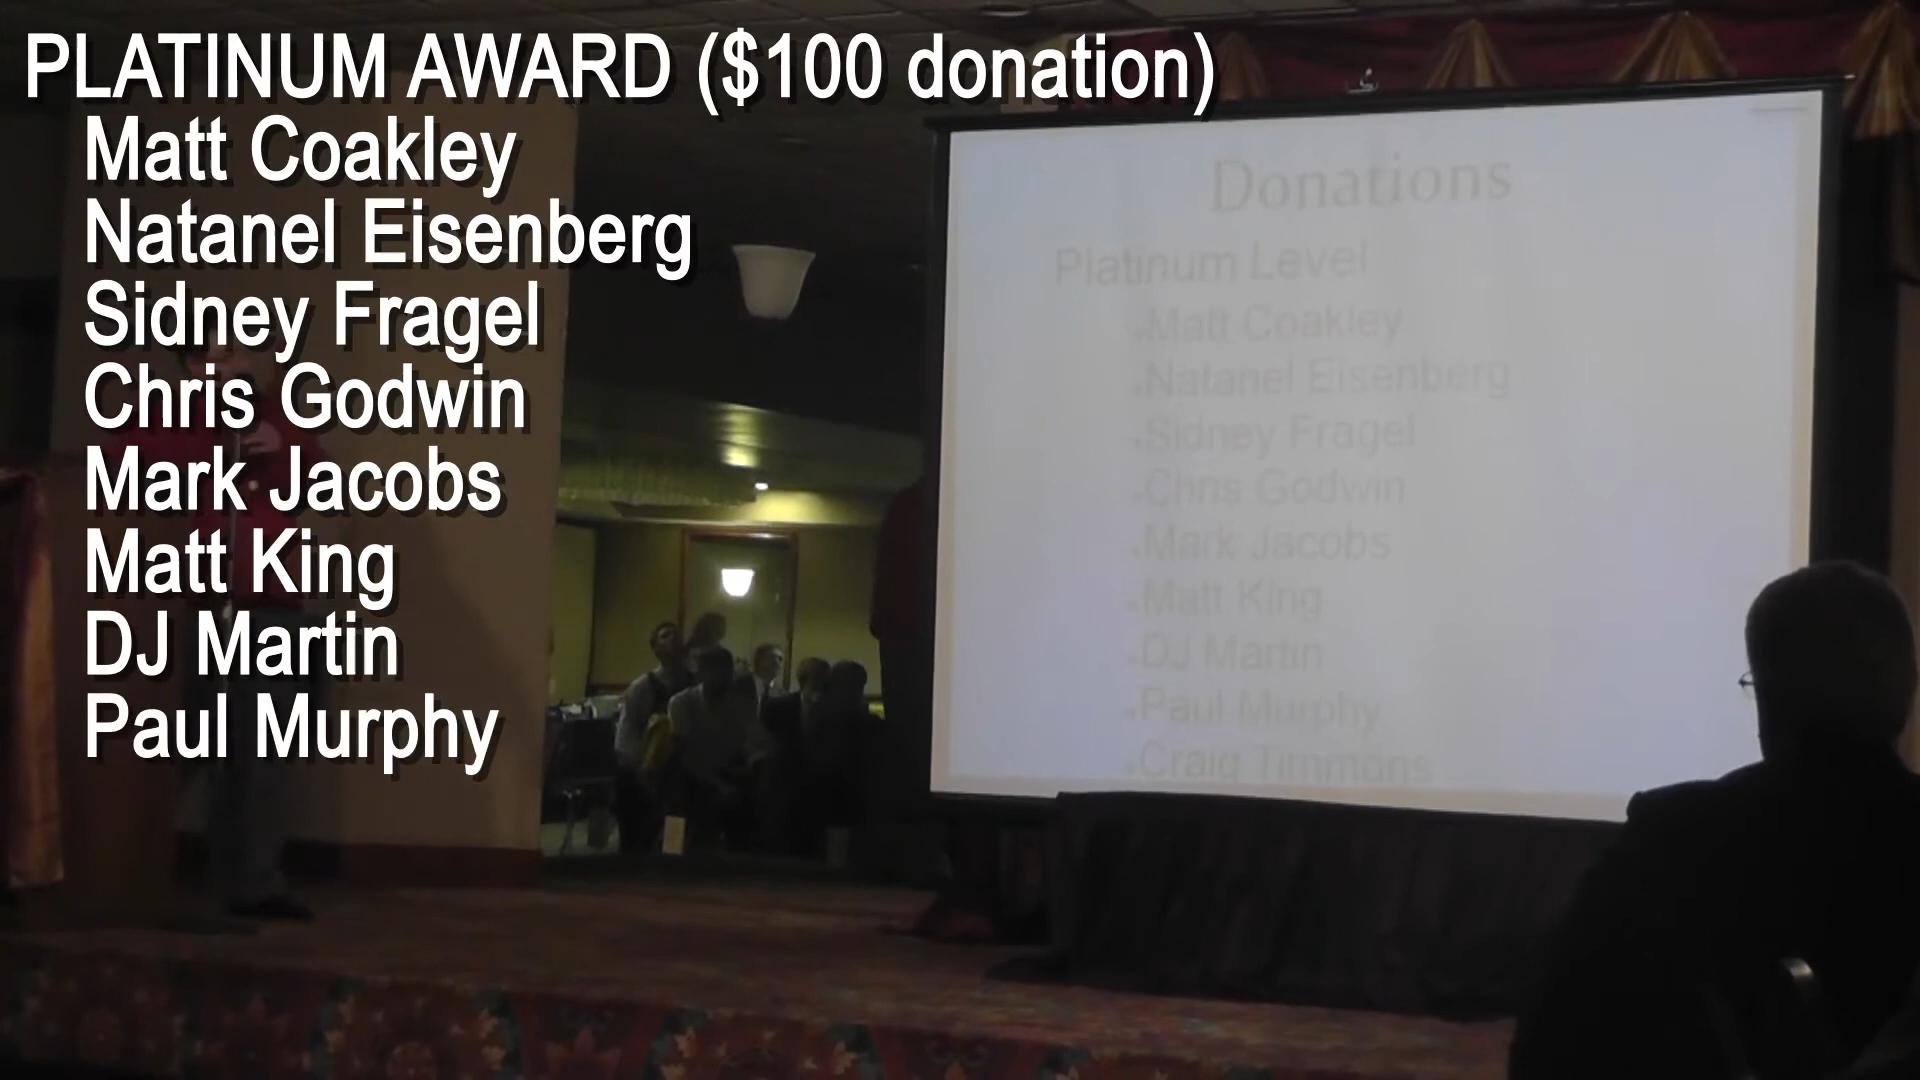 PLATINUM AWARD ($100 donation)
Matt Coakley
Natanel Eisenberg
Sidney Fragel
Chris Godwin
Mark Jacobs
Matt King
DJ Martin
Paul Murphy
Donations
Platinum Level
Matt Coakley
Natanel Eisenberg
Sidney Fragel
Chris Godwin
Mark Jacobs
Matt King
DJ Martin
Paul Murphy
Craig Timmons